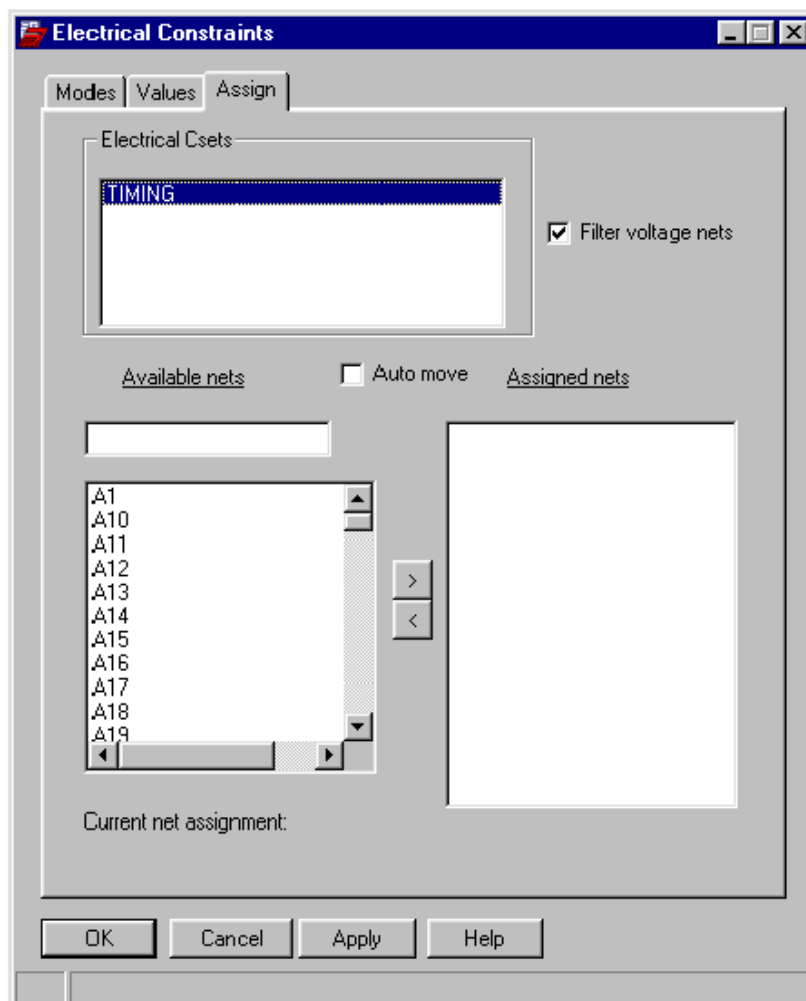 Electrical Constraints
Modes Values Assign
Electrical Csets
TIMING
Filter voltage nets
Available nets
Auto move
Assigned nets
A1
A10
A11
A12
A13
A14
A15
A16
A17
A18
A19
>
<
Current net assignment:
OK Cancel Apply Help